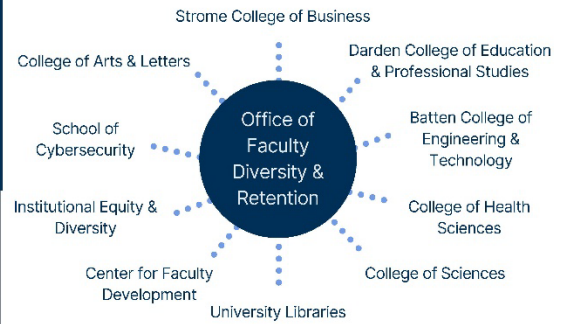 Strome College of Business
Darden College of Education
& Professional Studies
Batten College of
Engineering &
Technology
College of Health
Sciences
College of Sciences
University Libraries
Center for Faculty
Development
Institutional Equity &
Diversity
School of
Cybersecurity
College of Arts & Letters
Office of
Faculty
Diversity &
Retention